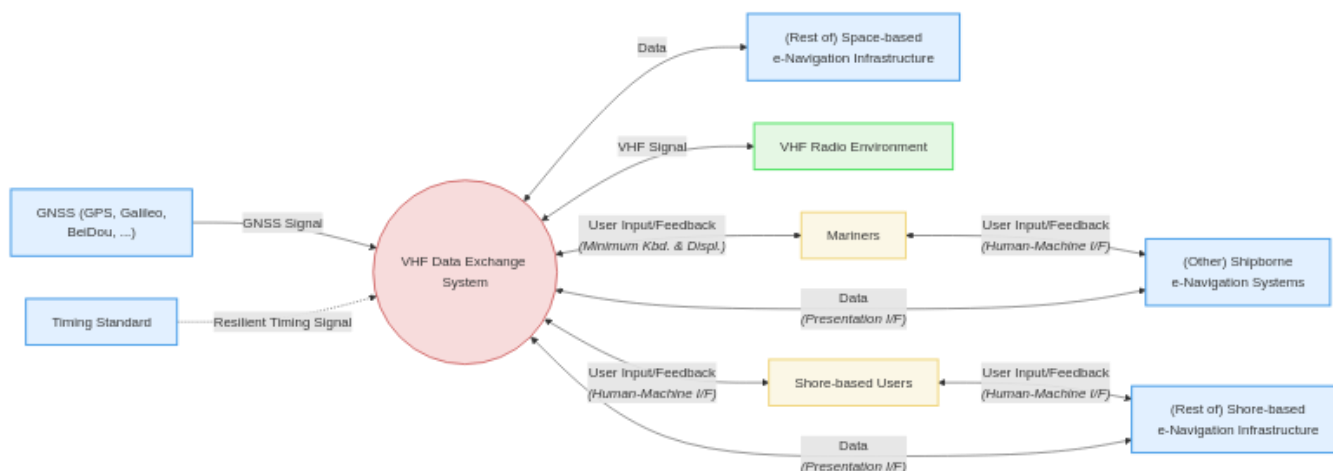 Data
(Rest of) Space-based
e-Navigation Infrastructure
VHF Signal
VHF Radio Environment
GNSS (GPS, Galileo,
BeiDou, ...)
GNSS Signal
Timing Standard
Resilient Timing Signal
VHF Data Exchange
System
User Input/Feedback
(Minimum Kbd. & Displ.)
Mariners
User Input/Feedback
(Human-Machine I/F)
(Other) Shipborne
e-Navigation Systems
Data
(Presentation I/F)
User Input/Feedback
(Human-Machine I/F)
Shore-based Users
User Input/Feedback
(Human-Machine I/F)
(Rest of) Shore-based
e-Navigation Infrastructure
Data
(Presentation I/F)